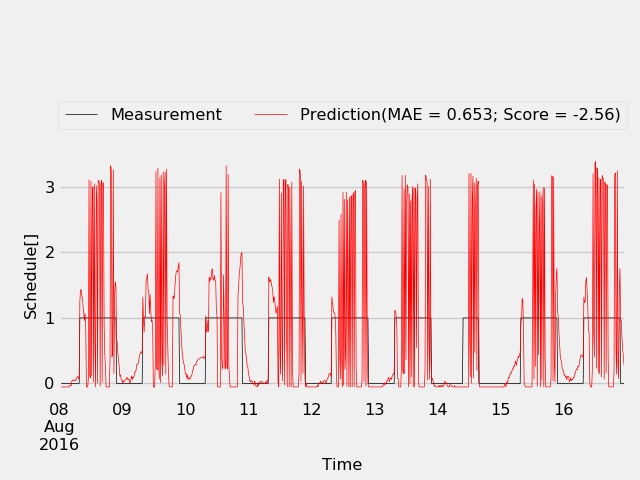 Measurement
Prediction(MAE = 0.653; Score = -2.56)
Schedule[]
3
2
1
0
08 09 10 11 12 13 14 15 16
Aug
2016
Time